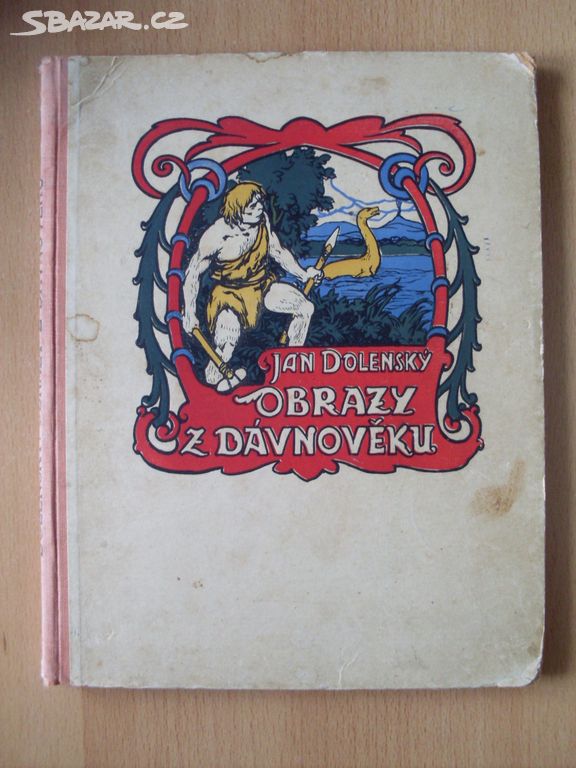 SBAZAR.CZ
JAN DOLENSKÝ
OBRAZY
Z DÁVNOVĚKU